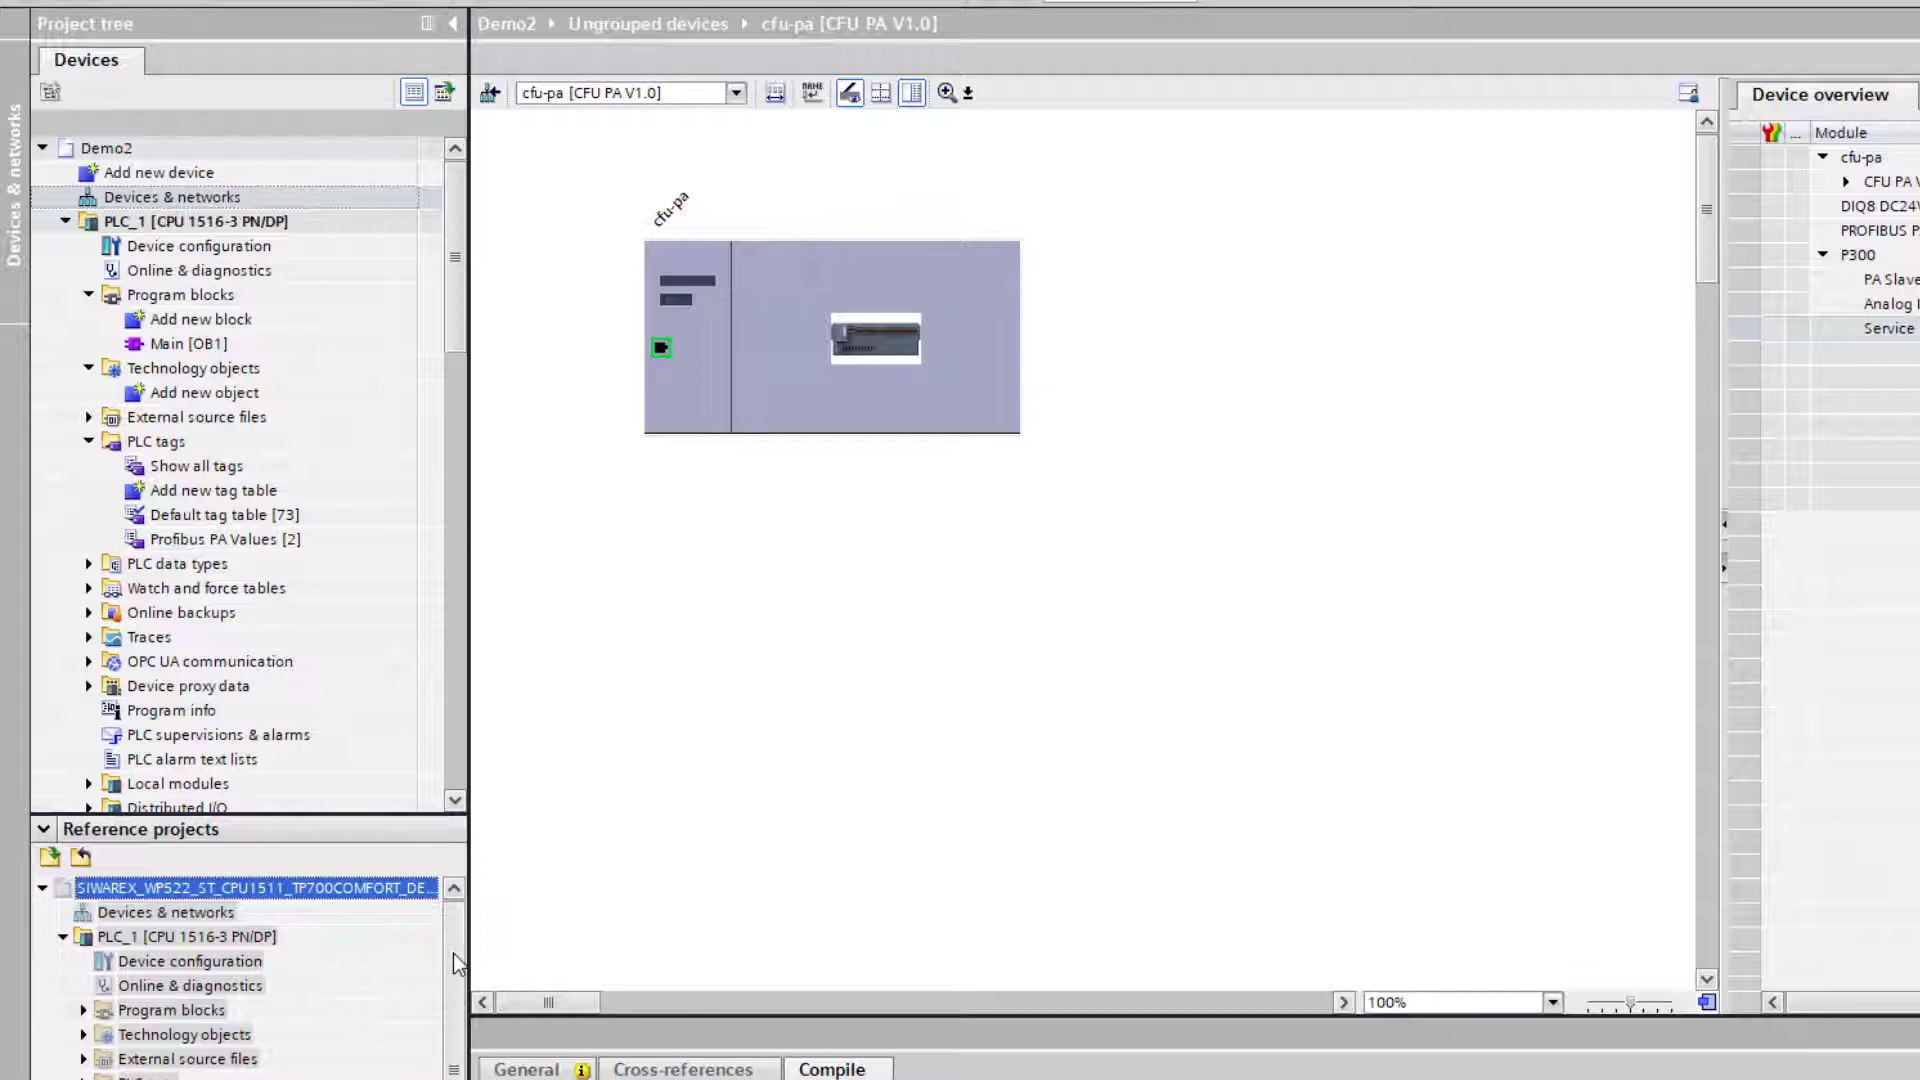 Project tree
Devices
Devices & networks
Demo2
Add new device
Devices & networks
PLC_1 [CPU 1516-3 PN/DP]
Device configuration
Online & diagnostics
Program blocks
Add new block
Main [OB1]
Technology objects
Add new object
External source files
PLC tags
Show all tags
Add new tag table
Default tag table [73]
Profibus PA Values [2]
PLC data types
Watch and force tables
Online backups
Traces
OPC UA communication
Device proxy data
Program info
PLC supervisions & alarms
PLC alarm text lists
Local modules
Distributed I/O
Reference projects
SIWAREX_WP522_ST_CPU1511_TP700COMFORT_DE...
Devices & networks
PLC_1 [CPU 1516-3 PN/DP]
Device configuration
Online & diagnostics
Program blocks
Technology objects
External source files
Demo2 Ungrouped devices cfu-pa [CFU PA V1.0]
cfu-pa [CFU PA V1.0]
cfu-pa
100%
General Cross-references Compile
Device overview
... Module
cfu-pa
CFU PA V
DIQ8 DC24V
PROFIBUS P
P300
PA Slave
Analog I
Service